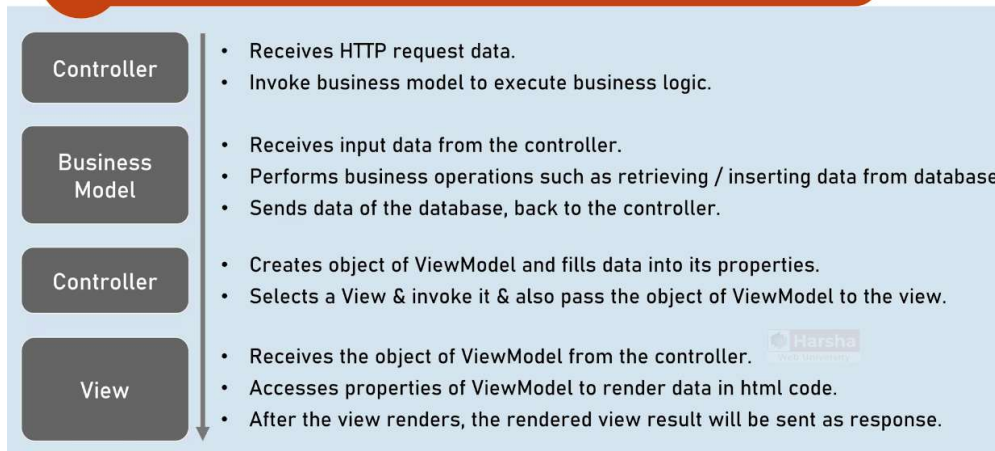 Controller
• Receives HTTP request data.
• Invoke business model to execute business logic.
Business
Model
• Receives input data from the controller.
• Performs business operations such as retrieving / inserting data from database
• Sends data of the database, back to the controller.
Controller
• Creates object of ViewModel and fills data into its properties.
• Selects a View & invoke it & also pass the object of ViewModel to the view.
Harsha
Web University
View
• Receives the object of ViewModel from the controller.
• Accesses properties of ViewModel to render data in html code.
• After the view renders, the rendered view result will be sent as response.